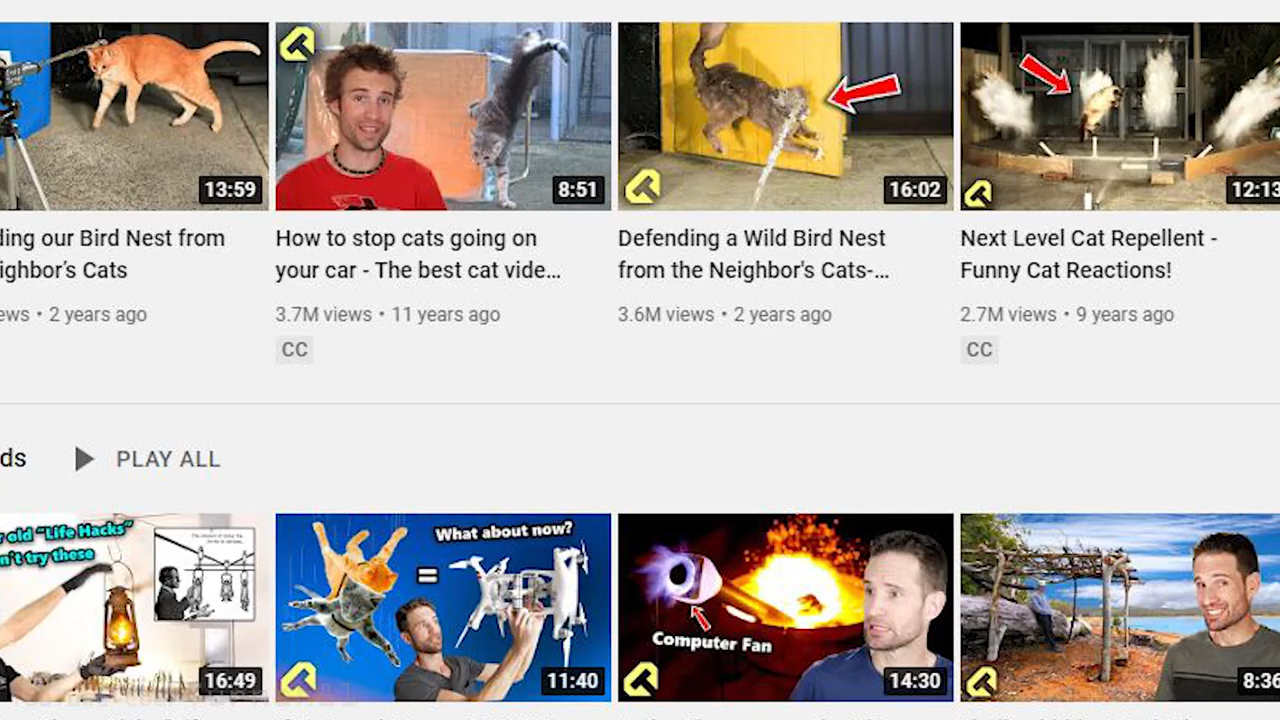 13:59
8:51
16:02
12:13
ding our Bird Nest from
ighbor's Cats
ews • 2 years ago
How to stop cats going on
your car - The best cat vide...
3.7M views • 11 years ago
CC
Defending a Wild Bird Nest
from the Neighbor's Cats-...
3.6M views • 2 years ago
Next Level Cat Repellent -
Funny Cat Reactions!
2.7M views • 9 years ago
CC
ds
PLAY ALL
r old "Life Hacks"
n't try these
16:49
What about now?
=
11:40
Computer Fan
14:30
8:36